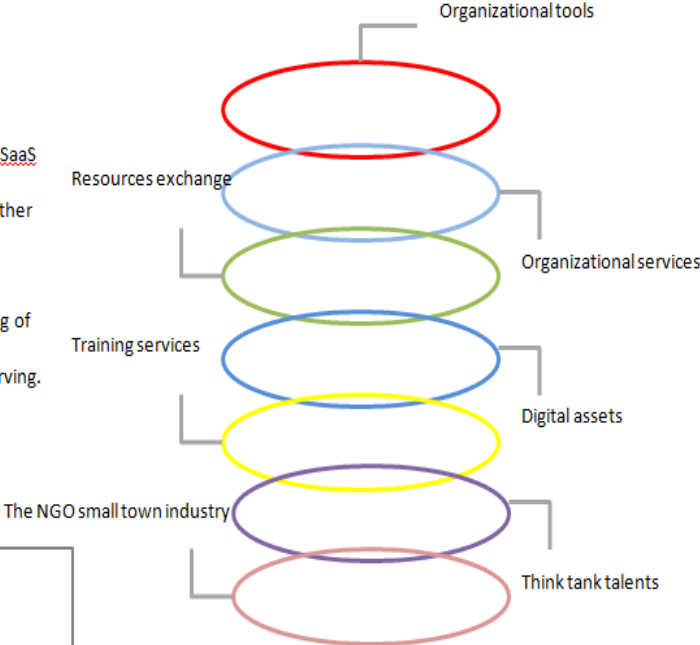 Organizational tools
SaaS
Resources exchange
ther
Organizational services
g of
Training services
rving.
Digital assets
The NGO small town industry
Think tank talents